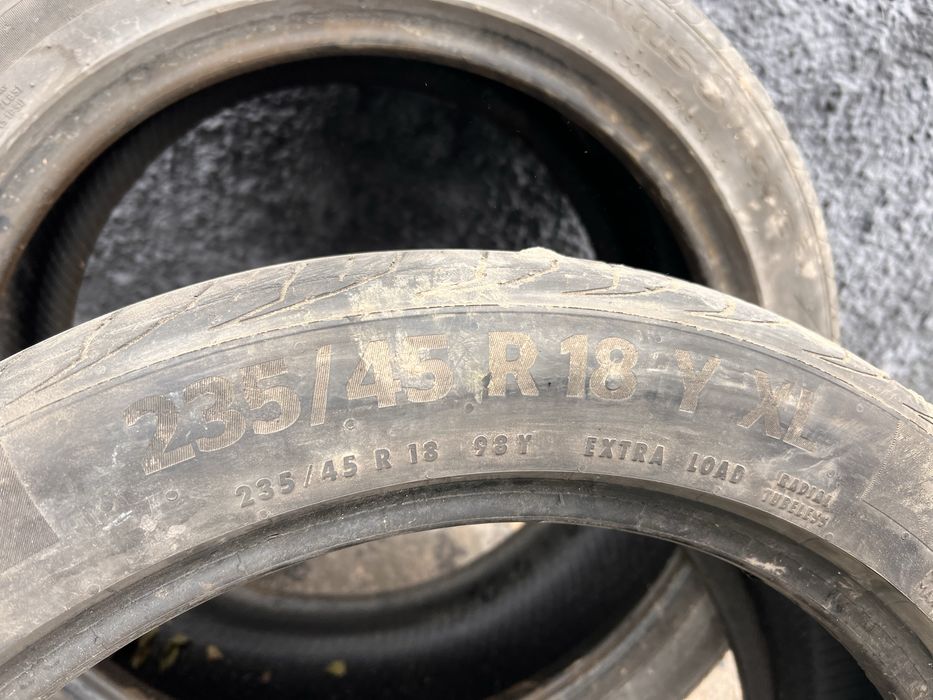 235/45 R 18 Y XL
235/45 R 18 98Y EXTRA LOAD RADIAL
TUBELESS